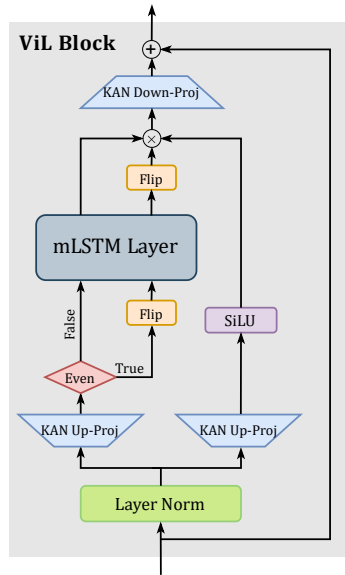 ViL Block
+
KAN Down-Proj
×
Flip
mLSTM Layer
Flip
SiLU
False
True
Even
KAN Up-Proj
KAN Up-Proj
Layer Norm